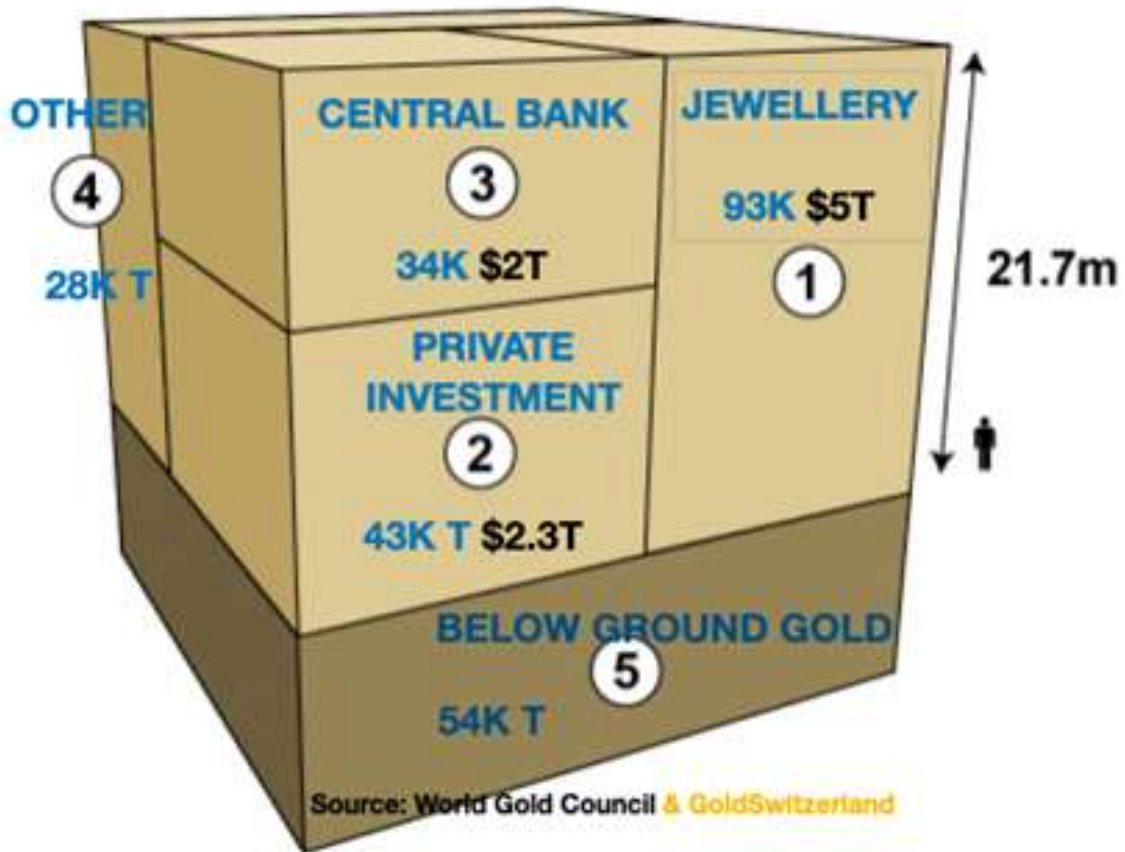 OTHER
4
28K T
CENTRAL BANK
3
34K $2T
JEWELLERY
93K $5T
1
21.7m
PRIVATE
INVESTMENT
2
43K T $2.3T
BELOW GROUND GOLD
5
54K T
Source: World Gold Council & GoldSwitzerland